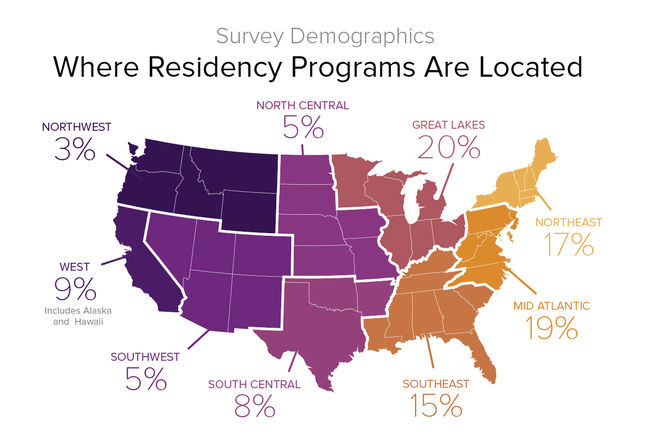 Survey Demographics
Where Residency Programs Are Located
NORTH CENTRAL
5%
NORTHWEST
3%
GREAT LAKES
20%
NORTHEAST
17%
WEST
9%
Includes Alaska
and Hawaii
MID ATLANTIC
19%
SOUTHWEST
5%
SOUTH CENTRAL
8%
SOUTHEAST
15%